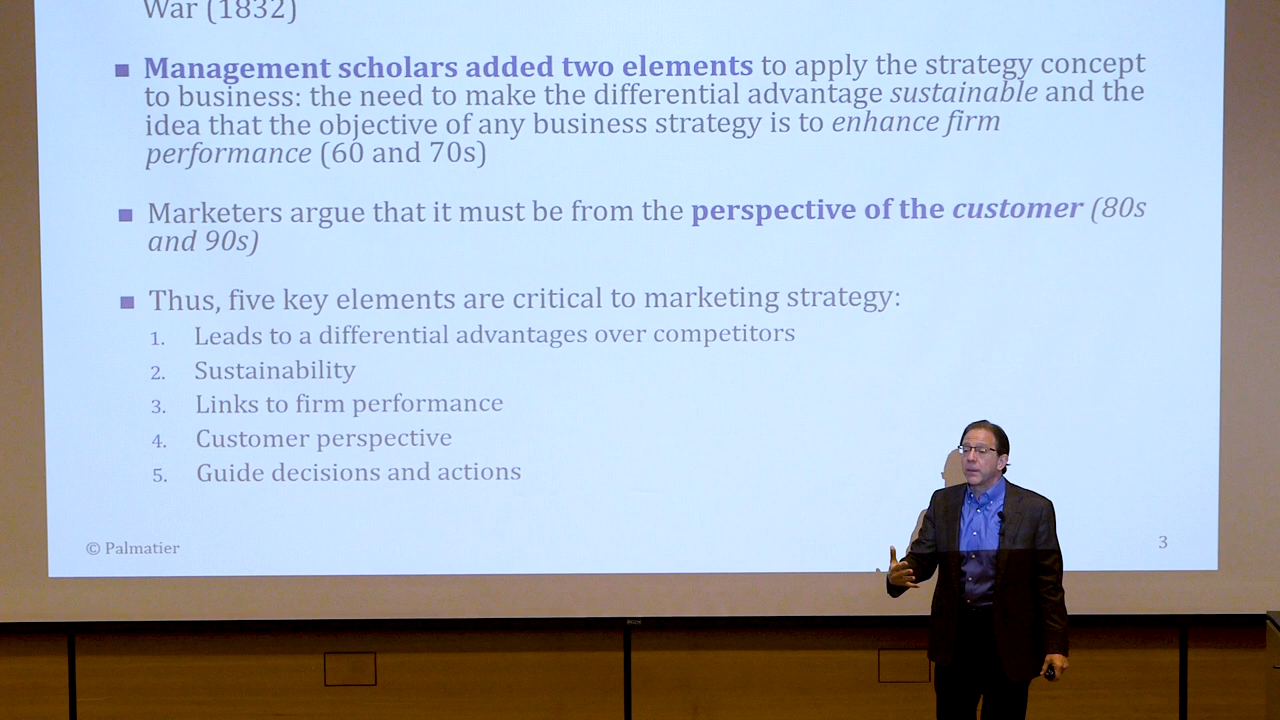 War (1832)
Management scholars added two elements to apply the strategy concept
to business: the need to make the differential advantage sustainable and the
idea that the objective of any business strategy is to enhance firm
performance (60 and 70s)
Marketers argue that it must be from the perspective of the customer (80s
and 90s)
Thus, five key elements are critical to marketing strategy:
1. Leads to a differential advantages over competitors
2. Sustainability
3. Links to firm performance
4. Customer perspective
5. Guide decisions and actions
© Palmatier
3